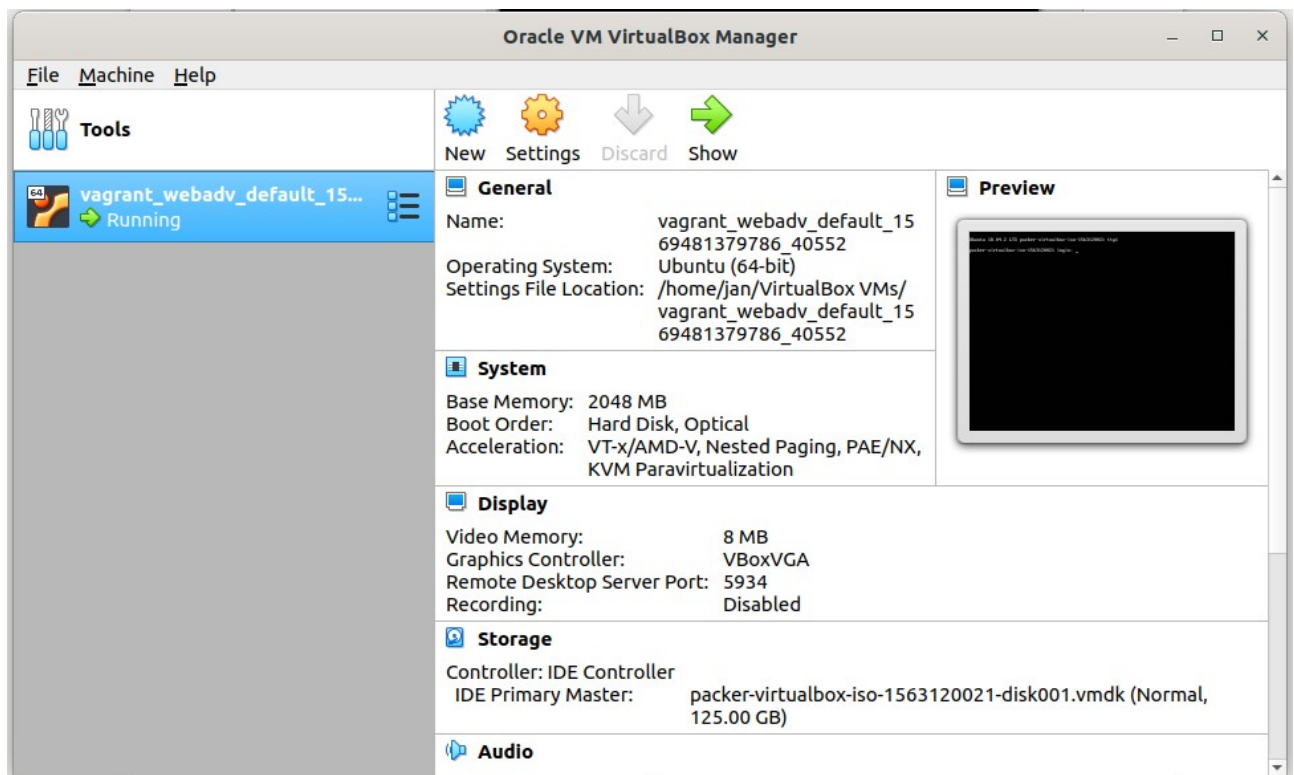 Oracle VM VirtualBox Manager
File Machine Help
Tools
New Settings Discard Show
64
vagrant_webadv_default_15...
Running
General
Name: vagrant_webadv_default_15
69481379786_40552
Operating System: Ubuntu (64-bit)
Settings File Location: /home/jan/VirtualBox VMs/
vagrant_webadv_default_15
69481379786_40552
Preview
System
Base Memory: 2048 MB
Boot Order: Hard Disk, Optical
Acceleration: VT-x/AMD-V, Nested Paging, PAE/NX,
KVM Paravirtualization
Display
Video Memory: 8 MB
Graphics Controller: VBoxVGA
Remote Desktop Server Port: 5934
Recording: Disabled
Storage
Controller: IDE Controller
IDE Primary Master: packer-virtualbox-iso-1563120021-disk001.vmdk (Normal,
125.00 GB)
Audio